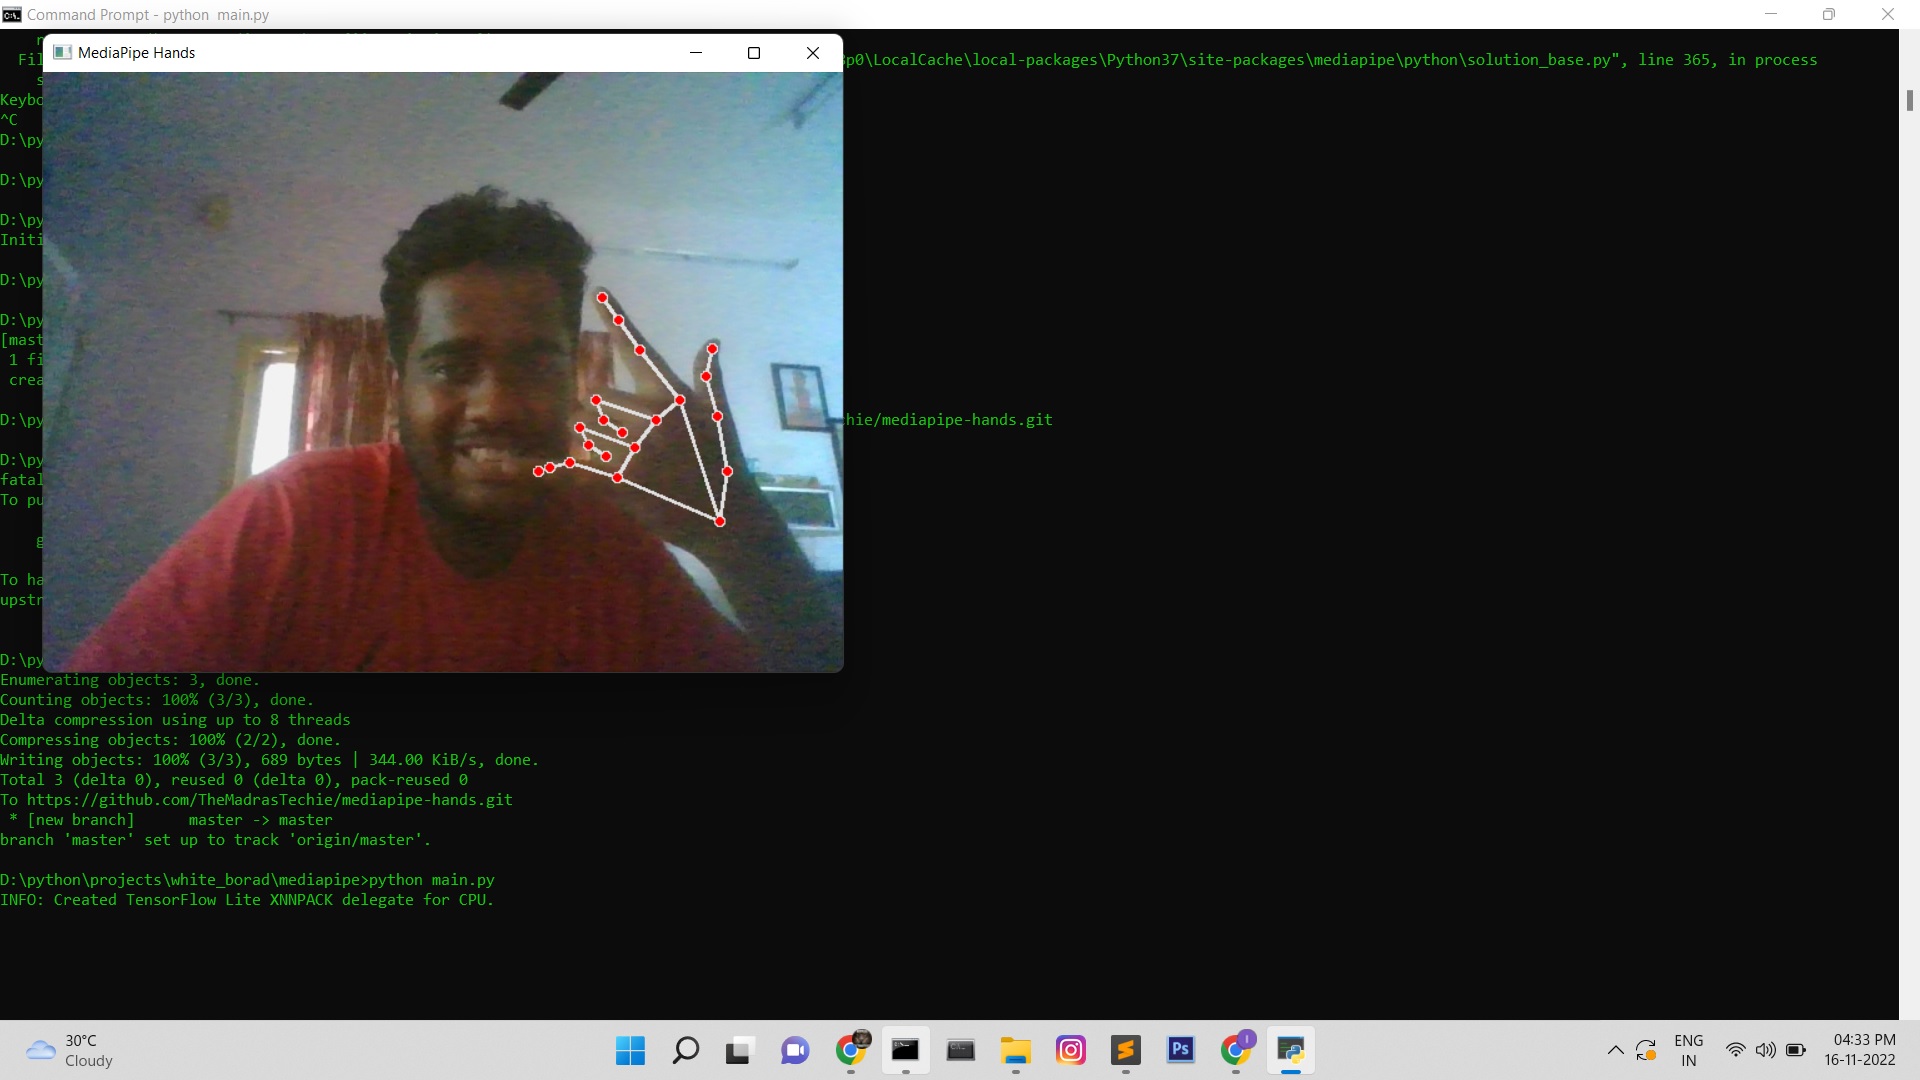 Command Prompt - python  main.py
MediaPipe Hands
Fil
p0\LocalCache\local-packages\Python37\site-packages\mediapipe\python\solution_base.py", line 365, in process
s
Keybo
^C
D:\py
D:\py
D:\py
Initi
D:\py
D:\py
[mast
1 fi
crea
D:\py
hie/mediapipe-hands.git
D:\py
fatal
To pu
g
To ha
upstr
D:\py
Enumerating objects: 3, done.
Counting objects: 100% (3/3), done.
Delta compression using up to 8 threads
Compressing objects: 100% (2/2), done.
Writing objects: 100% (3/3), 689 bytes | 344.00 KiB/s, done.
Total 3 (delta 0), reused 0 (delta 0), pack-reused 0
To https://github.com/TheMadrasTechie/mediapipe-hands.git
* [new branch]      master -> master
branch 'master' set up to track 'origin/master'.
D:\python\projects\white_borad\mediapipe>python main.py
INFO: Created TensorFlow Lite XNNPACK delegate for CPU.
30°C
Cloudy
Ps
ENG
IN
04:33 PM
16-11-2022